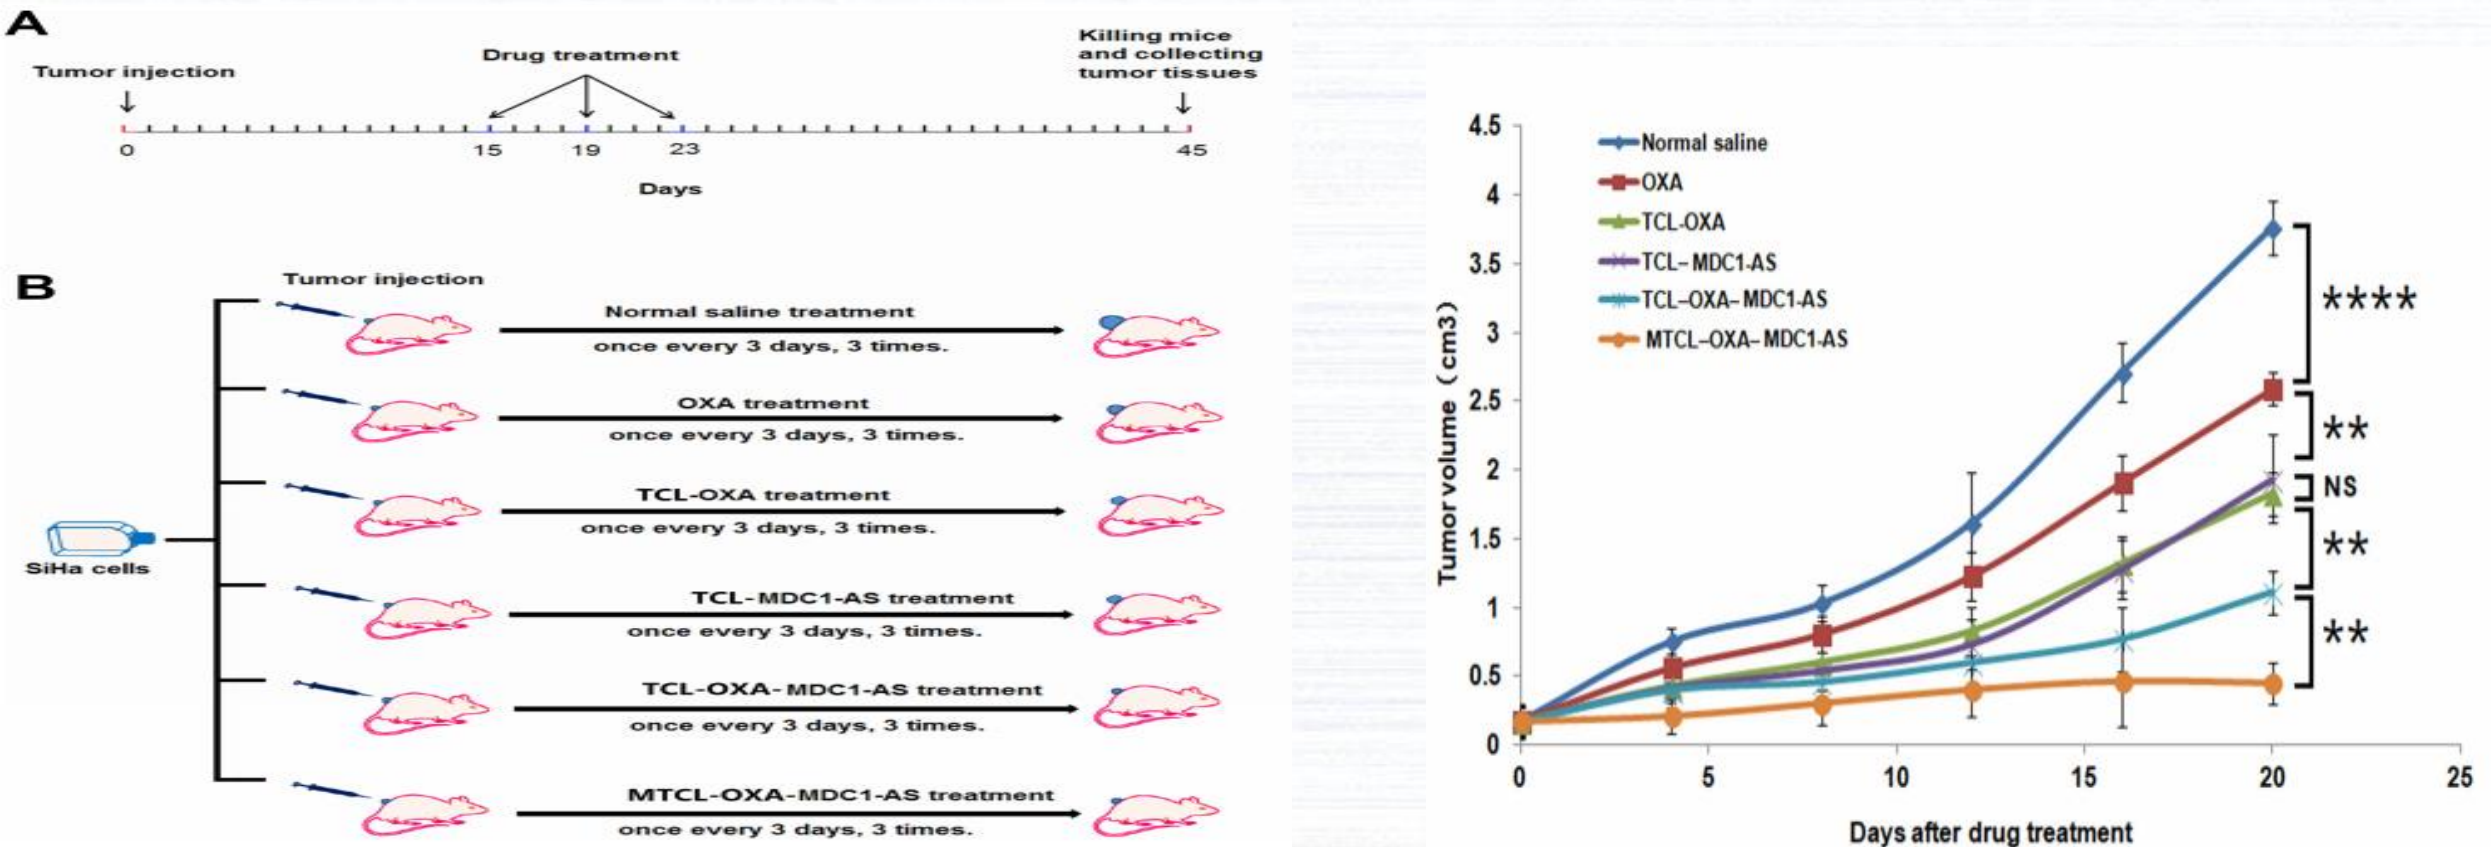 A
Tumor injection
Drug treatment
Killing mice
and collecting
tumor tissues
0
15
19
23
45
Days
B
Tumor injection
SiHa cells
Normal saline treatment
once every 3 days, 3 times.
OXA treatment
once every 3 days, 3 times.
TCL-OXA treatment
once every 3 days, 3 times.
TCL-MDC1-AS treatment
once every 3 days, 3 times.
TCL-OXA-MDC1-AS treatment
once every 3 days, 3 times.
MTCL-OXA-MDC1-AS treatment
once every 3 days, 3 times.
Tumor volume (cm3)
4.5
4
3.5
3
2.5
2
1.5
1
0.5
0
Normal saline
OXA
TCL-OXA
TCL-MDC1-AS
TCL-OXA-MDC1-AS
MTCL-OXA-MDC1-AS
****
**
NS
**
**
0
5
10
15
20
25
Days after drug treatment